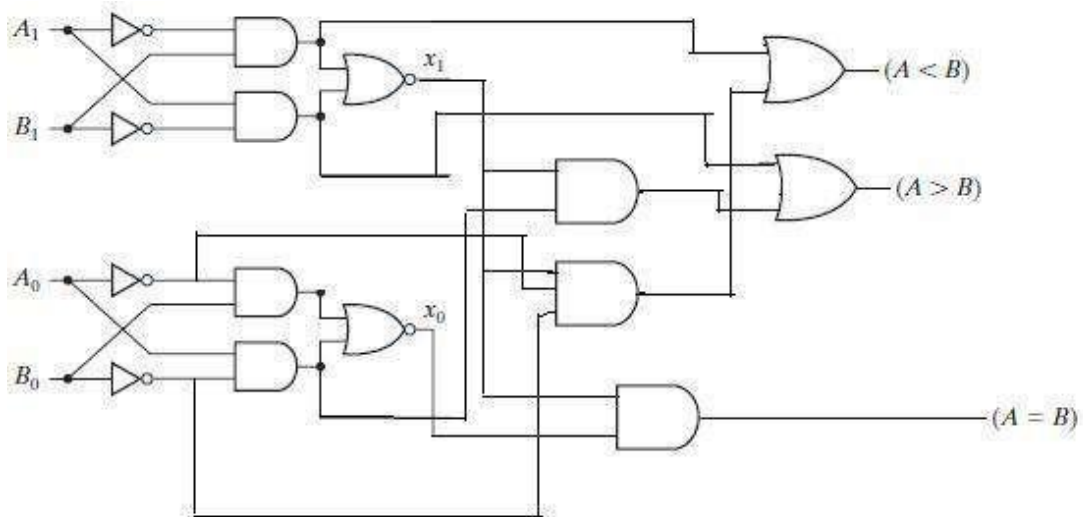 A₁
x₁
(A < B)
B₁
(A > B)
A₀
x₀
B₀
(A = B)